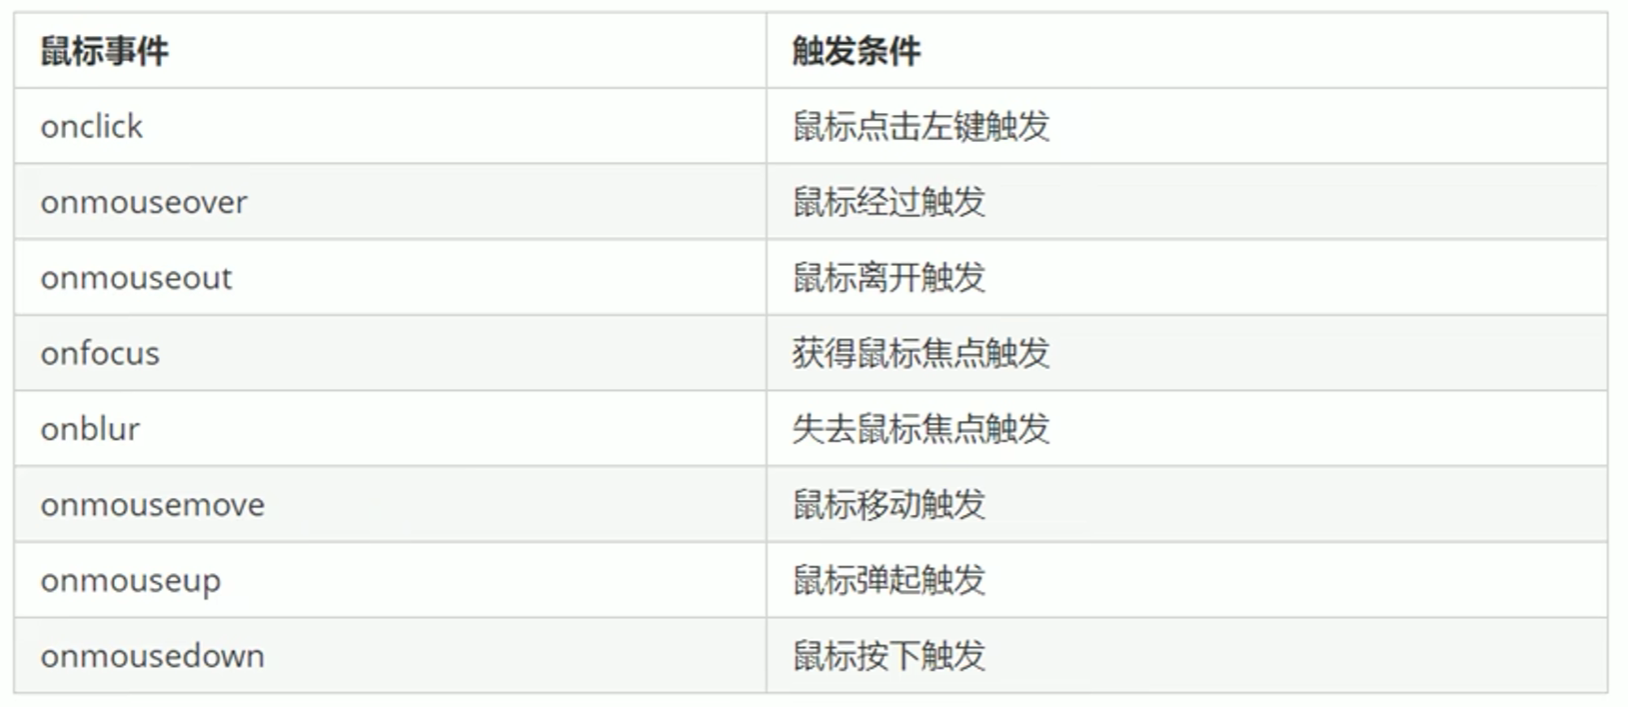 鼠标事件 触发条件
onclick 鼠标点击左键触发
onmouseover 鼠标经过触发
onmouseout 鼠标离开触发
onfocus 获得鼠标焦点触发
onblur 失去鼠标焦点触发
onmousemove 鼠标移动触发
onmouseup 鼠标弹起触发
onmousedown 鼠标按下触发